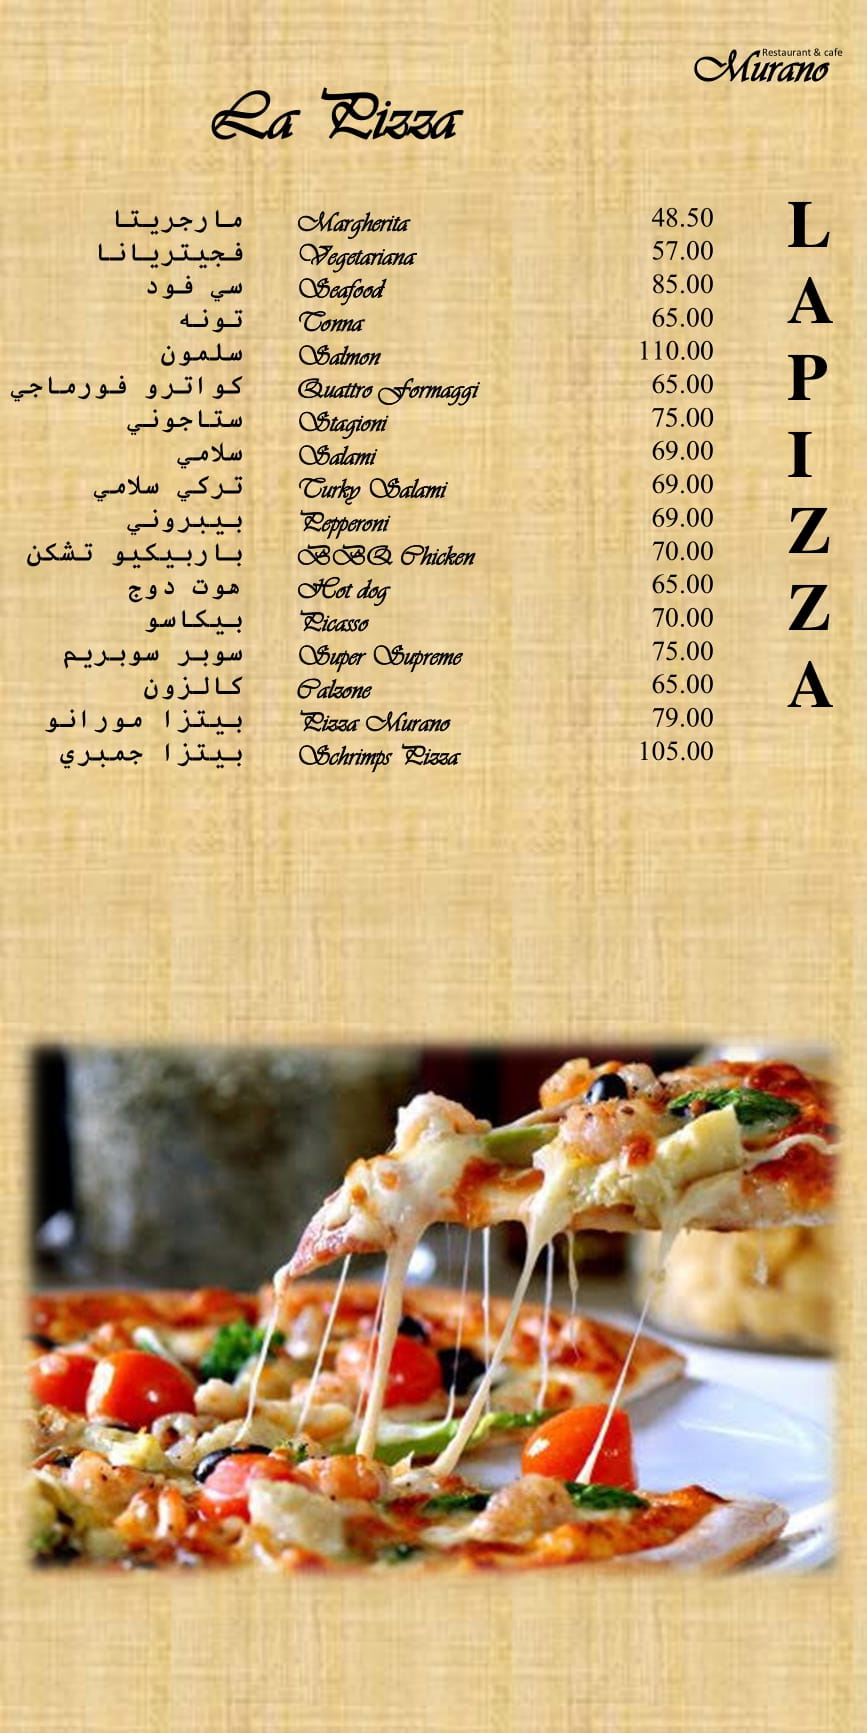 Restaurant & cafe
Murano
La Pizza
مارجريتا Margherita 48.50
فجيتريانا Vegetariana 57.00
سي فود Seafood 85.00
تونه Tonna 65.00
سلمون Salmon 110.00
كواترو فورماجي Quattro Formaggi 65.00
ستاجوني Stagioni 75.00
سلامي Salami 69.00
تركي سلامي Turky Salami 69.00
بيبروني Pepperoni 69.00
باربيكيو تشكن BBQ Chicken 70.00
هوت دوج Hot dog 65.00
بيكاسو Picasso 70.00
سوبر سوبريم Super Supreme 75.00
كالزون Calzone 65.00
بيتزا مورانو Pizza Murano 79.00
بيتزا جمبري Schrimps Pizza 105.00
L
A
P
I
Z
Z
A